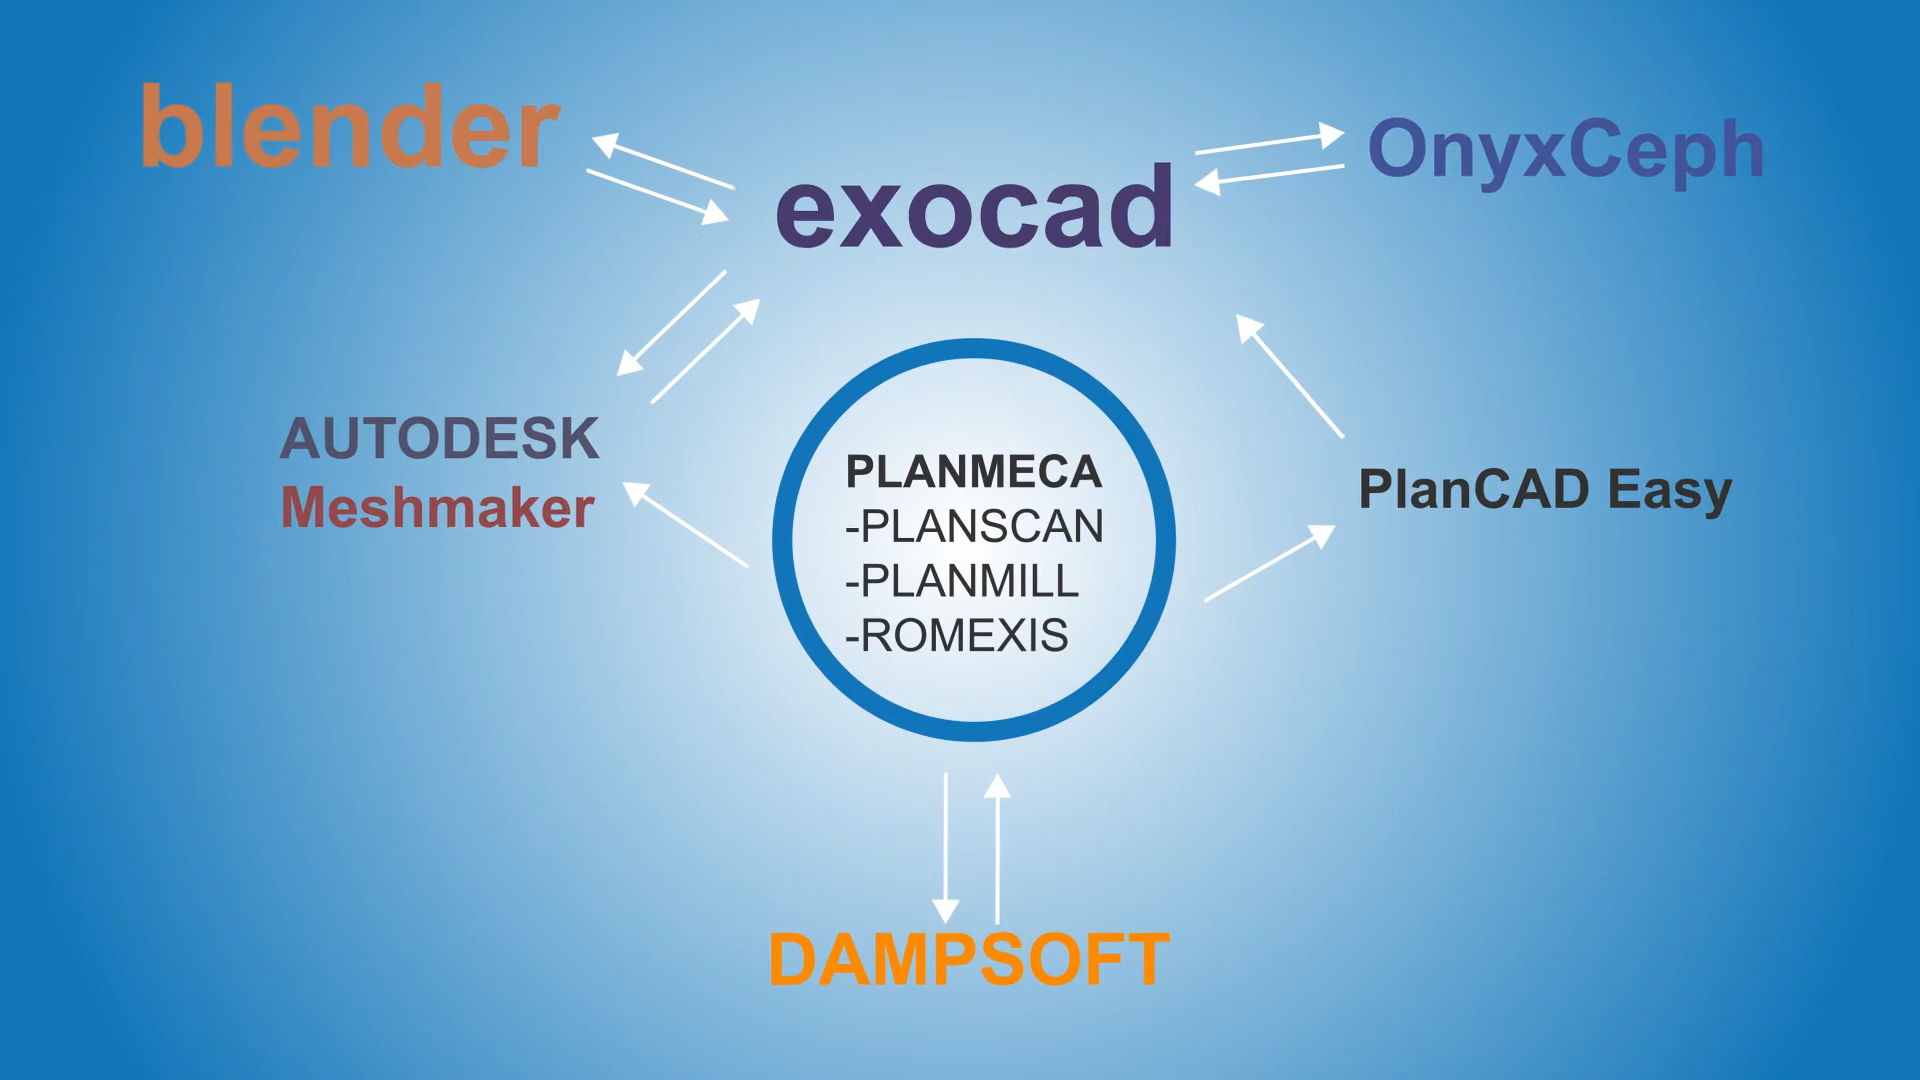 blender
exocad
OnyxCeph
AUTODESK
Meshmaker
PLANMECA
-PLANSCAN
-PLANMILL
-ROMEXIS
PlanCAD Easy
DAMPSOFT